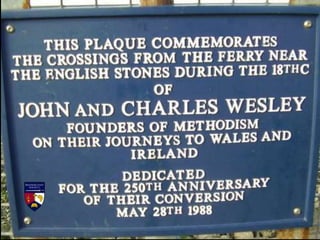 THIS PLAQUE COMMEMORATES
THE CROSSINGS FROM THE FERRY NEAR
THE ENGLISH STONES DURING THE 18THC
OF
JOHN AND CHARLES WESLEY
FOUNDERS OF METHODISM
ON THEIR JOURNEYS TO WALES AND
IRELAND
DEDICATED
FOR THE 250TH ANNIVERSARY
OF THEIR CONVERSION
MAY 28TH 1988